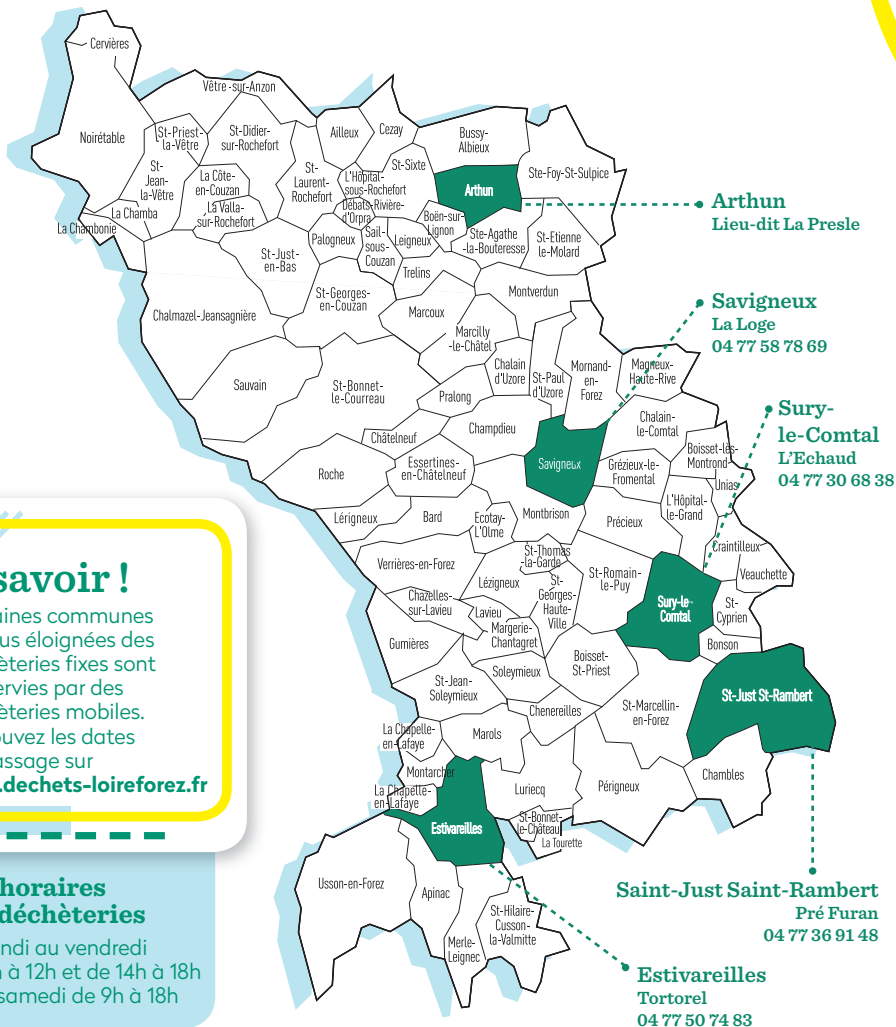 Cervières
Vêtre-sur-Anzon
Noirétable
St-Priest-
la-Vêtre
St-Didier-
sur-Rochefort
Ailleux
Cezay
Bussy-
Albieux
St-
Jean-
la-Vêtre
La Côte-
en-Couzan
St-
Laurent-
Rochefort
L'Hôpital-
sous-Rochefort
St-Sixte
Arthun
Ste-Foy-St-Sulpice
La Chamba
La Chambonie
La Valla-
sur-Rochefort
Débats-Rivière-
d'Orpra
Boën-sur-
Lignon
Palogneux
Sail-
sous-
Couzan
Leigneux
Ste-Agathe
-la-Bouteresse
St-Etienne
le-Molard
St-Just-
en-Bas
Trelins
Chalmazel-Jeansagnière
St-Georges-
en-Couzan
Marcoux
Montverdun
Marcilly
-le-Châtel
Sauvain
St-Bonnet-
le-Courreau
Pralong
Chalain
d'Uzore
St-Paul
d'Uzore
Mornand-
en-
Forez
Magneux-
Haute-Rive
Châtelneuf
Champdieu
Chalain-
le-Comtal
Roche
Essertines-
en-Châtelneuf
Savigneux
Grézieux-le-
Fromental
Boisset-lès-
Montrond
Unias
L'Hôpital-
le-Grand
Lérigneux
Bard
Ecotay-
L'Olme
Montbrison
Précieux
Craintilleux
Verrières-en-Forez
St-Thomas
-la-Garde
Lézigneux
St-
Georges-
Haute-
Ville
St-Romain-
le-Puy
Veauchette
Chazelles-
sur-Lavieu
Lavieu
Sury-le-
Comtal
St-
Cyprien
Gumières
Margerie-
Chantagret
Bonson
St-Jean-
Soleymieux
Soleymieux
Boisset-
St-Priest
St-Just St-Rambert
Chenereilles
St-Marcellin-
en-Forez
La Chapelle-
en-Lafaye
Marols
Montarcher
La Chapelle-
en-Lafaye
Luriecq
Périgneux
Chambles
Estivareilles
St-Bonnet-
le-Château
La Tourette
Usson-en-Forez
Apinac
Merle-
Leignec
St-Hilaire-
Cusson-
la-Valmitte
Arthun
Lieu-dit La Presle
Savigneux
La Loge
04 77 58 78 69
Sury-
le-Comtal
L'Echaud
04 77 30 68 38
Saint-Just Saint-Rambert
Pré Furan
04 77 36 91 48
Estivareilles
Tortorel
04 77 50 74 83
savoir !
aines communes
us éloignées des
èteries fixes sont
ervies par des
èteries mobiles.
ouvez les dates
assage sur
.dechets-loireforez.fr
horaires
déchèteries
ndi au vendredi
h à 12h et de 14h à 18h
samedi de 9h à 18h